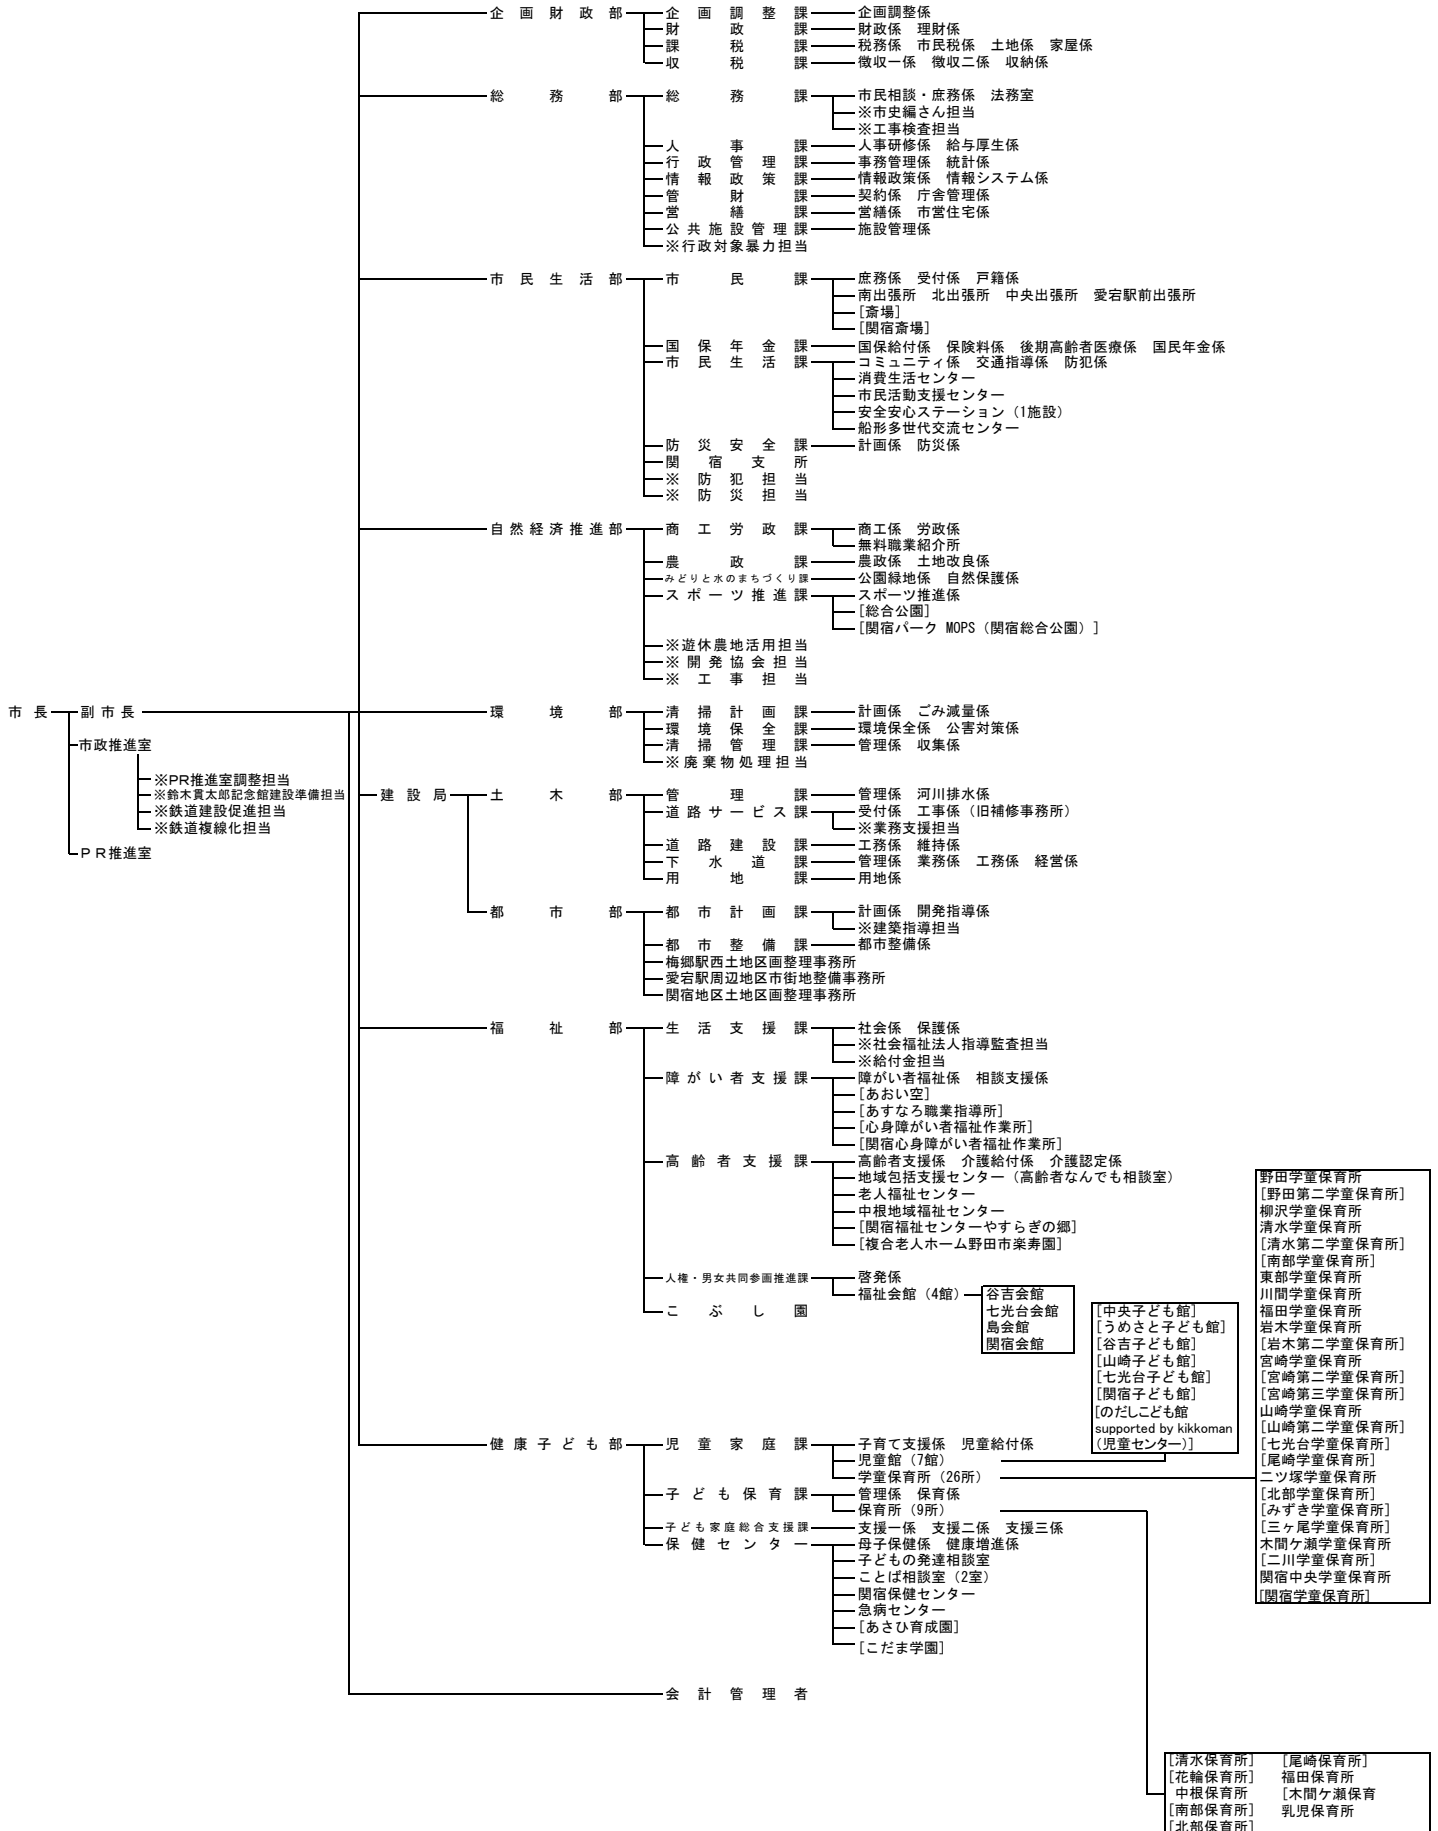 企画財政部 企画調整課 企画調整係
財政課 財政係 理財係
課税課 税務係 市民税係 土地係 家屋係
収税課 徴収一係 徴収二係 収納係
総務部 総務課 市民相談・庶務係 法務室
※市史編さん担当
※工事検査担当
人事課 人事研修係 給与厚生係
行政管理課 事務管理係 統計係
情報政策課 情報政策係 情報システム係
管財課 契約係 庁舎管理係
営繕課 営繕係 市営住宅係
公共施設管理課 施設管理係
※行政対象暴力担当
市民生活部 市民課 庶務係 受付係 戸籍係
南出張所 北出張所 中央出張所 愛宕駅前出張所
[斎場]
[関宿斎場]
国保年金課 国保給付係 保険料係 後期高齢者医療係 国民年金係
市民生活課 コミュニティ係 交通指導係 防犯係
消費生活センター
市民活動支援センター
安全安心ステーション（1施設）
船形多世代交流センター
防災安全課 計画係 防災係
関宿支所
※防犯担当
※防災担当
自然経済推進部 商工労政課 商工係 労政係
無料職業紹介所
農政課 農政係 土地改良係
みどりと水のまちづくり課 公園緑地係 自然保護係
スポーツ推進課 スポーツ推進係
[総合公園]
[関宿パーク MOPS（関宿総合公園）]
※遊休農地活用担当
※開発協会担当
※工事担当
市長 副市長 環境部 清掃計画課 計画係 ごみ減量係
環境保全課 環境保全係 公害対策係
市政推進室 清掃管理課 管理係 収集係
※廃棄物処理担当
※PR推進室調整担当
※鈴木貫太郎記念館建設準備担当 建設局 土木部 管理課 管理係 河川排水係
※鉄道建設促進担当 道路サービス課 受付係 工事係（旧補修事務所）
※鉄道複線化担当 ※業務支援担当
道路建設課 工務係 維持係
ＰＲ推進室 下水道課 管理係 業務係 工務係 経営係
用地課 用地係
都市部 都市計画課 計画係 開発指導係
※建築指導担当
都市整備課 都市整備係
梅郷駅西土地区画整理事務所
愛宕駅周辺地区市街地整備事務所
関宿地区土地区画整理事務所
福祉部 生活支援課 社会係 保護係
※社会福祉法人指導監査担当
※給付金担当
障がい者支援課 障がい者福祉係 相談支援係
[あおい空]
[あすなろ職業指導所]
[心身障がい者福祉作業所]
[関宿心身障がい者福祉作業所]
高齢者支援課 高齢者支援係 介護給付係 介護認定係
地域包括支援センター（高齢者なんでも相談室）
老人福祉センター
中根地域福祉センター
[関宿福祉センターやすらぎの郷]
[複合老人ホーム野田市楽寿園]
人権・男女共同参画推進課 啓発係
福祉会館（4館）
谷吉会館
七光台会館
島会館
関宿会館
こぶし園
[中央子ども館]
[うめさと子ども館]
[谷吉子ども館]
[山崎子ども館]
[七光台子ども館]
[関宿子ども館]
[のだしこども館
supported by kikkoman
（児童センター）]
野田学童保育所
[野田第二学童保育所]
柳沢学童保育所
清水学童保育所
[清水第二学童保育所]
[南部学童保育所]
東部学童保育所
川間学童保育所
福田学童保育所
岩木学童保育所
[岩木第二学童保育所]
宮崎学童保育所
[宮崎第二学童保育所]
[宮崎第三学童保育所]
山崎学童保育所
[山崎第二学童保育所]
[七光台学童保育所]
[尾崎学童保育所]
二ツ塚学童保育所
[北部学童保育所]
[みずき学童保育所]
[三ヶ尾学童保育所]
木間ケ瀬学童保育所
[二川学童保育所]
関宿中央学童保育所
[関宿学童保育所]
健康子ども部 児童家庭課 子育て支援係 児童給付係
児童館（7館）
学童保育所（26所）
子ども保育課 管理係 保育係
保育所（9所）
子ども家庭総合支援課 支援一係 支援二係 支援三係
保健センター 母子保健係 健康増進係
子どもの発達相談室
ことば相談室（2室）
関宿保健センター
急病センター
[あさひ育成園]
[こだま学園]
会計管理者
[清水保育所] [尾崎保育所]
[花輪保育所] 福田保育所
中根保育所 [木間ケ瀬保育
[南部保育所] 乳児保育所
[北部保育所]